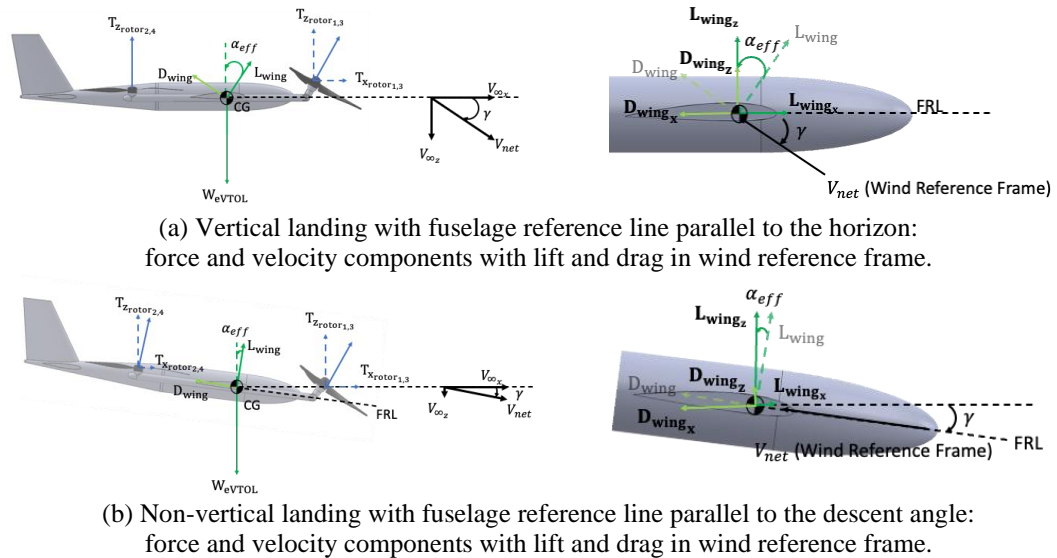 T_{z_{rotor_{2,4}}}
T_{z_{rotor_{1,3}}}
α_{eff}
D_{wing}
L_{wing}
T_{x_{rotor_{1,3}}}
CG
V_{∞_x}
γ
V_{∞_z}
V_{net}
W_{eVTOL}
L_{wing_z}
α_{eff}
L_{wing}
D_{wing}
D_{wing_z}
D_{wing_x}
L_{wing_x}
FRL
γ
V_{net} (Wind Reference Frame)
(a) Vertical landing with fuselage reference line parallel to the horizon:
force and velocity components with lift and drag in wind reference frame.
T_{z_{rotor_{2,4}}}
T_{z_{rotor_{1,3}}}
α_{eff}
L_{wing}
T_{x_{rotor_{2,4}}}
T_{x_{rotor_{1,3}}}
D_{wing}
CG
FRL
V_{∞_x}
γ
V_{∞_z}
V_{net}
W_{eVTOL}
α_{eff}
L_{wing_z}
L_{wing}
D_{wing}
D_{wing_z}
L_{wing_x}
D_{wing_x}
γ
FRL
V_{net} (Wind Reference Frame)
(b) Non-vertical landing with fuselage reference line parallel to the descent angle:
force and velocity components with lift and drag in wind reference frame.